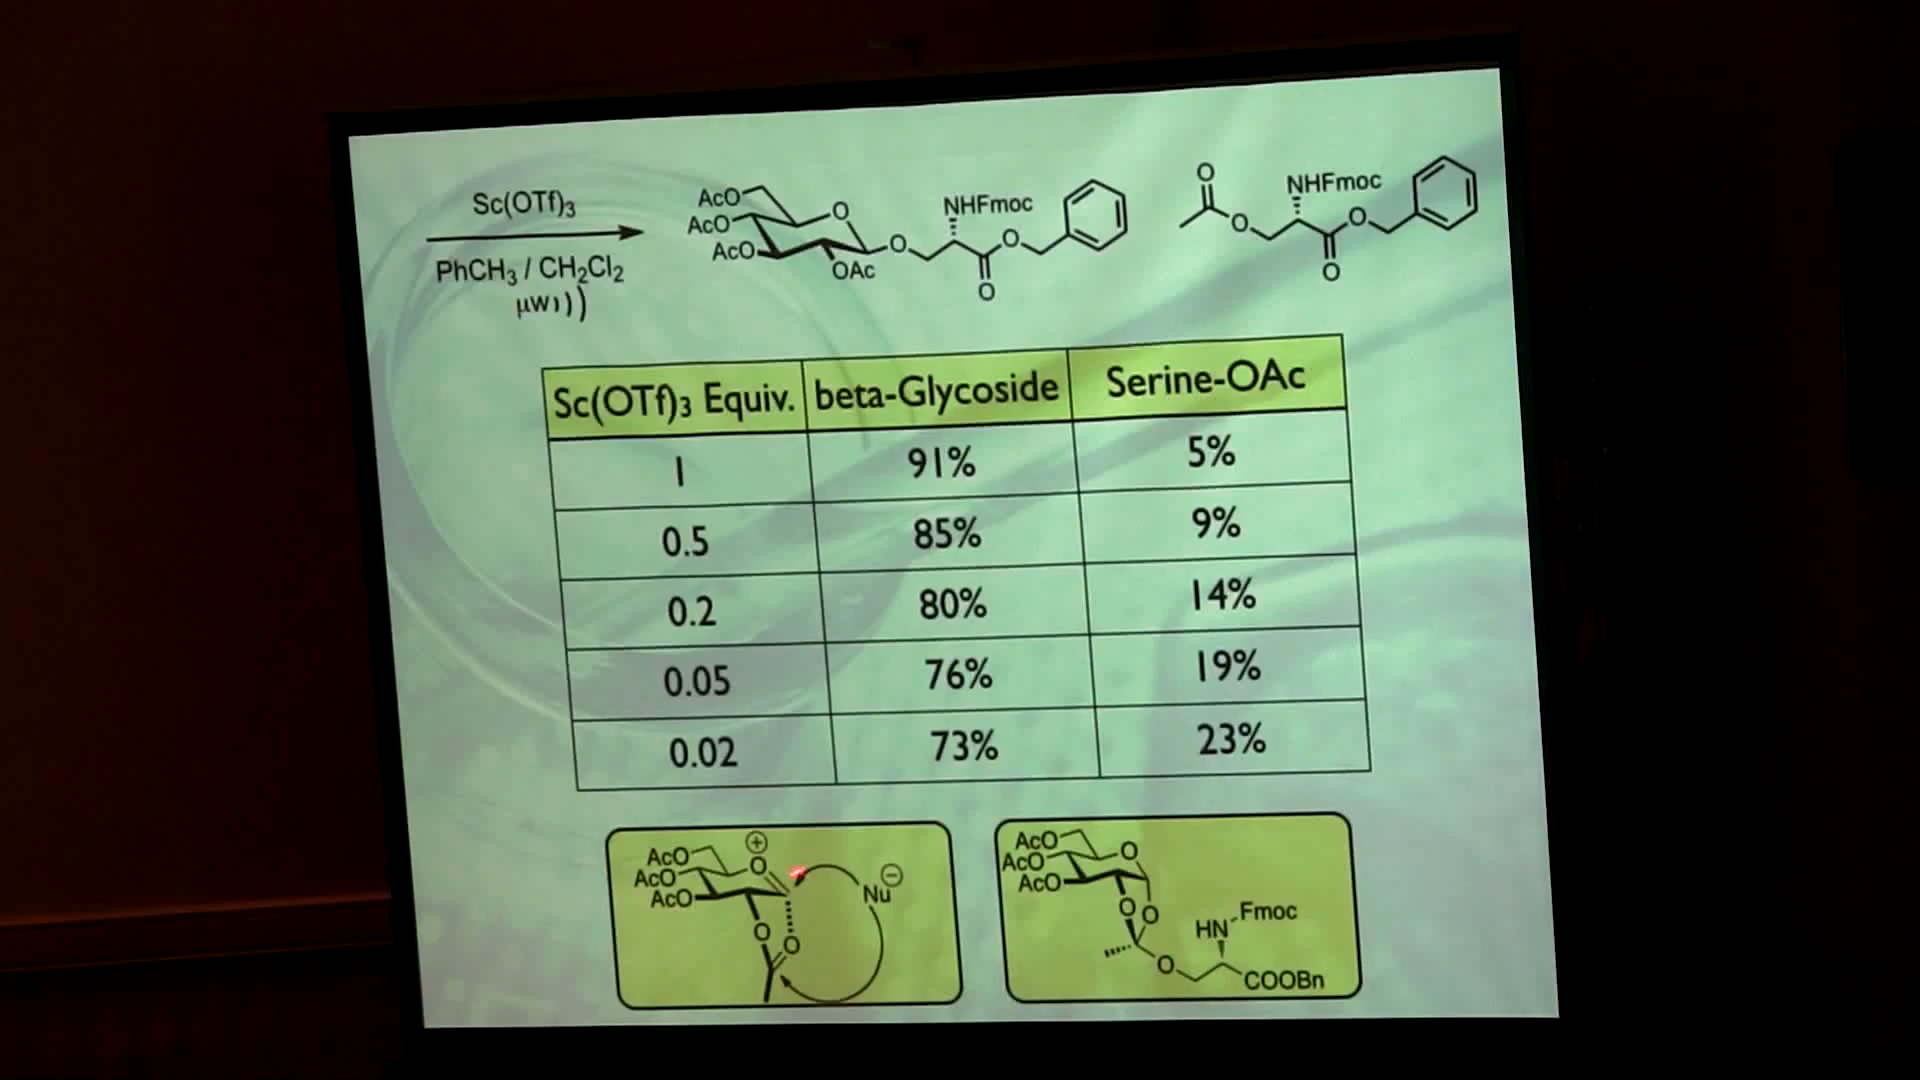 Sc(OTf)3
PhCH3 / CH2Cl2
μw)))
AcO
AcO
AcO
O
OAc
O
NHFmoc
O
O
O
O
NHFmoc
O
O
Sc(OTf)3 Equiv. beta-Glycoside Serine-OAc
1 91% 5%
0.5 85% 9%
0.2 80% 14%
0.05 76% 19%
0.02 73% 23%
AcO
AcO
AcO
+
O
O
O
Nu
−
AcO
AcO
AcO
O
O
O
O
HN
Fmoc
COOBn